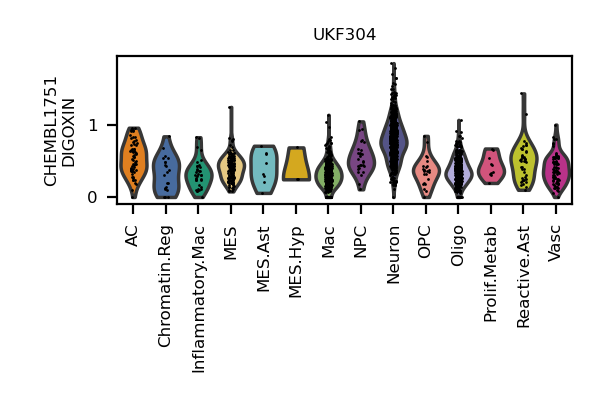 UKF304
CHEMBL1751
DIGOXIN
1
0
AC
Chromatin.Reg
Inflammatory.Mac
MES
MES.Ast
MES.Hyp
Mac
NPC
Neuron
OPC
Oligo
Prolif.Metab
Reactive.Ast
Vasc